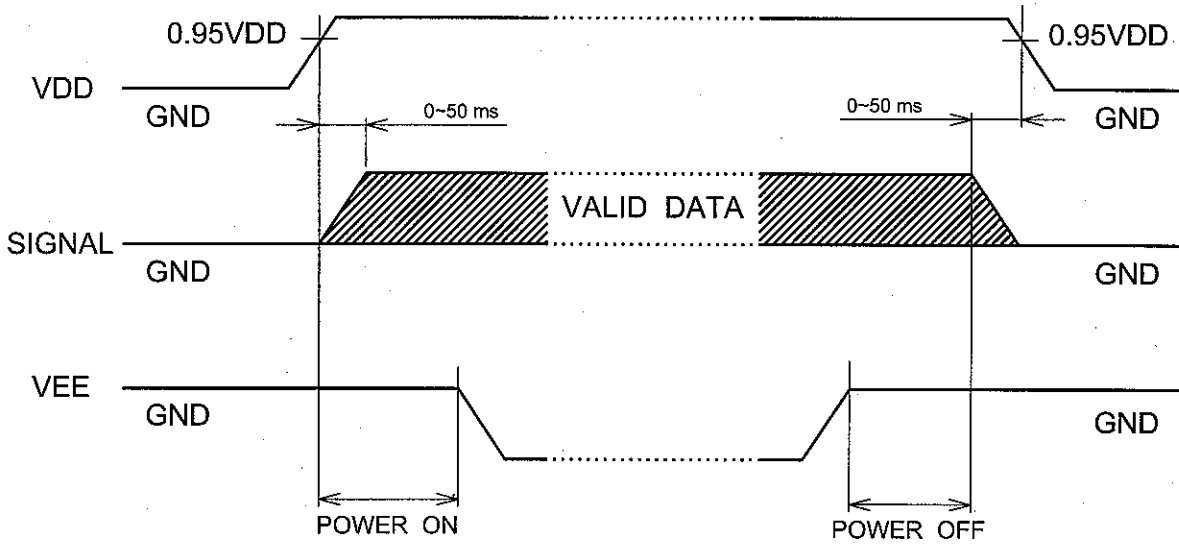 0.95VDD
0.95VDD
VDD
GND
0~50 ms
0~50 ms
GND
VALID DATA
SIGNAL
GND
GND
VEE
GND
GND
POWER ON
POWER OFF